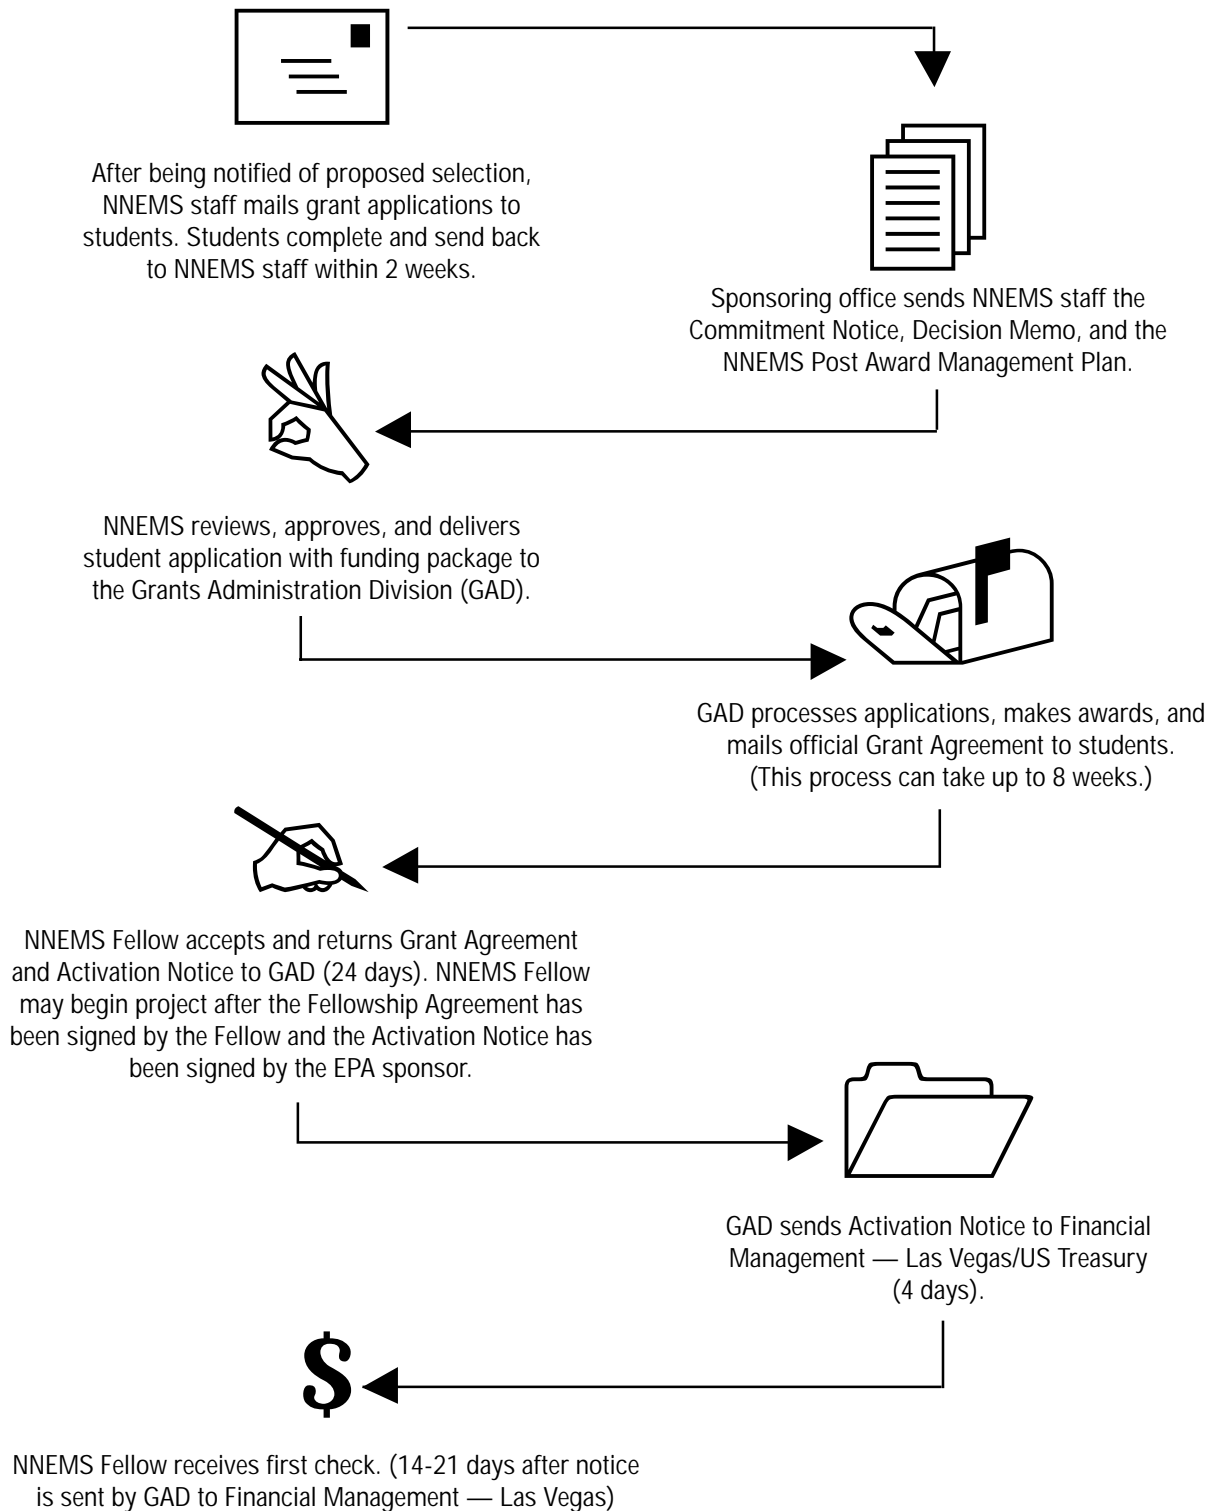 After being notified of proposed selection,
NNEMS staff mails grant applications to
students. Students complete and send back
to NNEMS staff within 2 weeks.
Sponsoring office sends NNEMS staff the
Commitment Notice, Decision Memo, and the
NNEMS Post Award Management Plan.
NNEMS reviews, approves, and delivers
student application with funding package to
the Grants Administration Division (GAD).
GAD processes applications, makes awards, and
mails official Grant Agreement to students.
(This process can take up to 8 weeks.)
NNEMS Fellow accepts and returns Grant Agreement
and Activation Notice to GAD (24 days). NNEMS Fellow
may begin project after the Fellowship Agreement has
been signed by the Fellow and the Activation Notice has
been signed by the EPA sponsor.
GAD sends Activation Notice to Financial
Management — Las Vegas/US Treasury
(4 days).
$
NNEMS Fellow receives first check. (14-21 days after notice
is sent by GAD to Financial Management — Las Vegas)